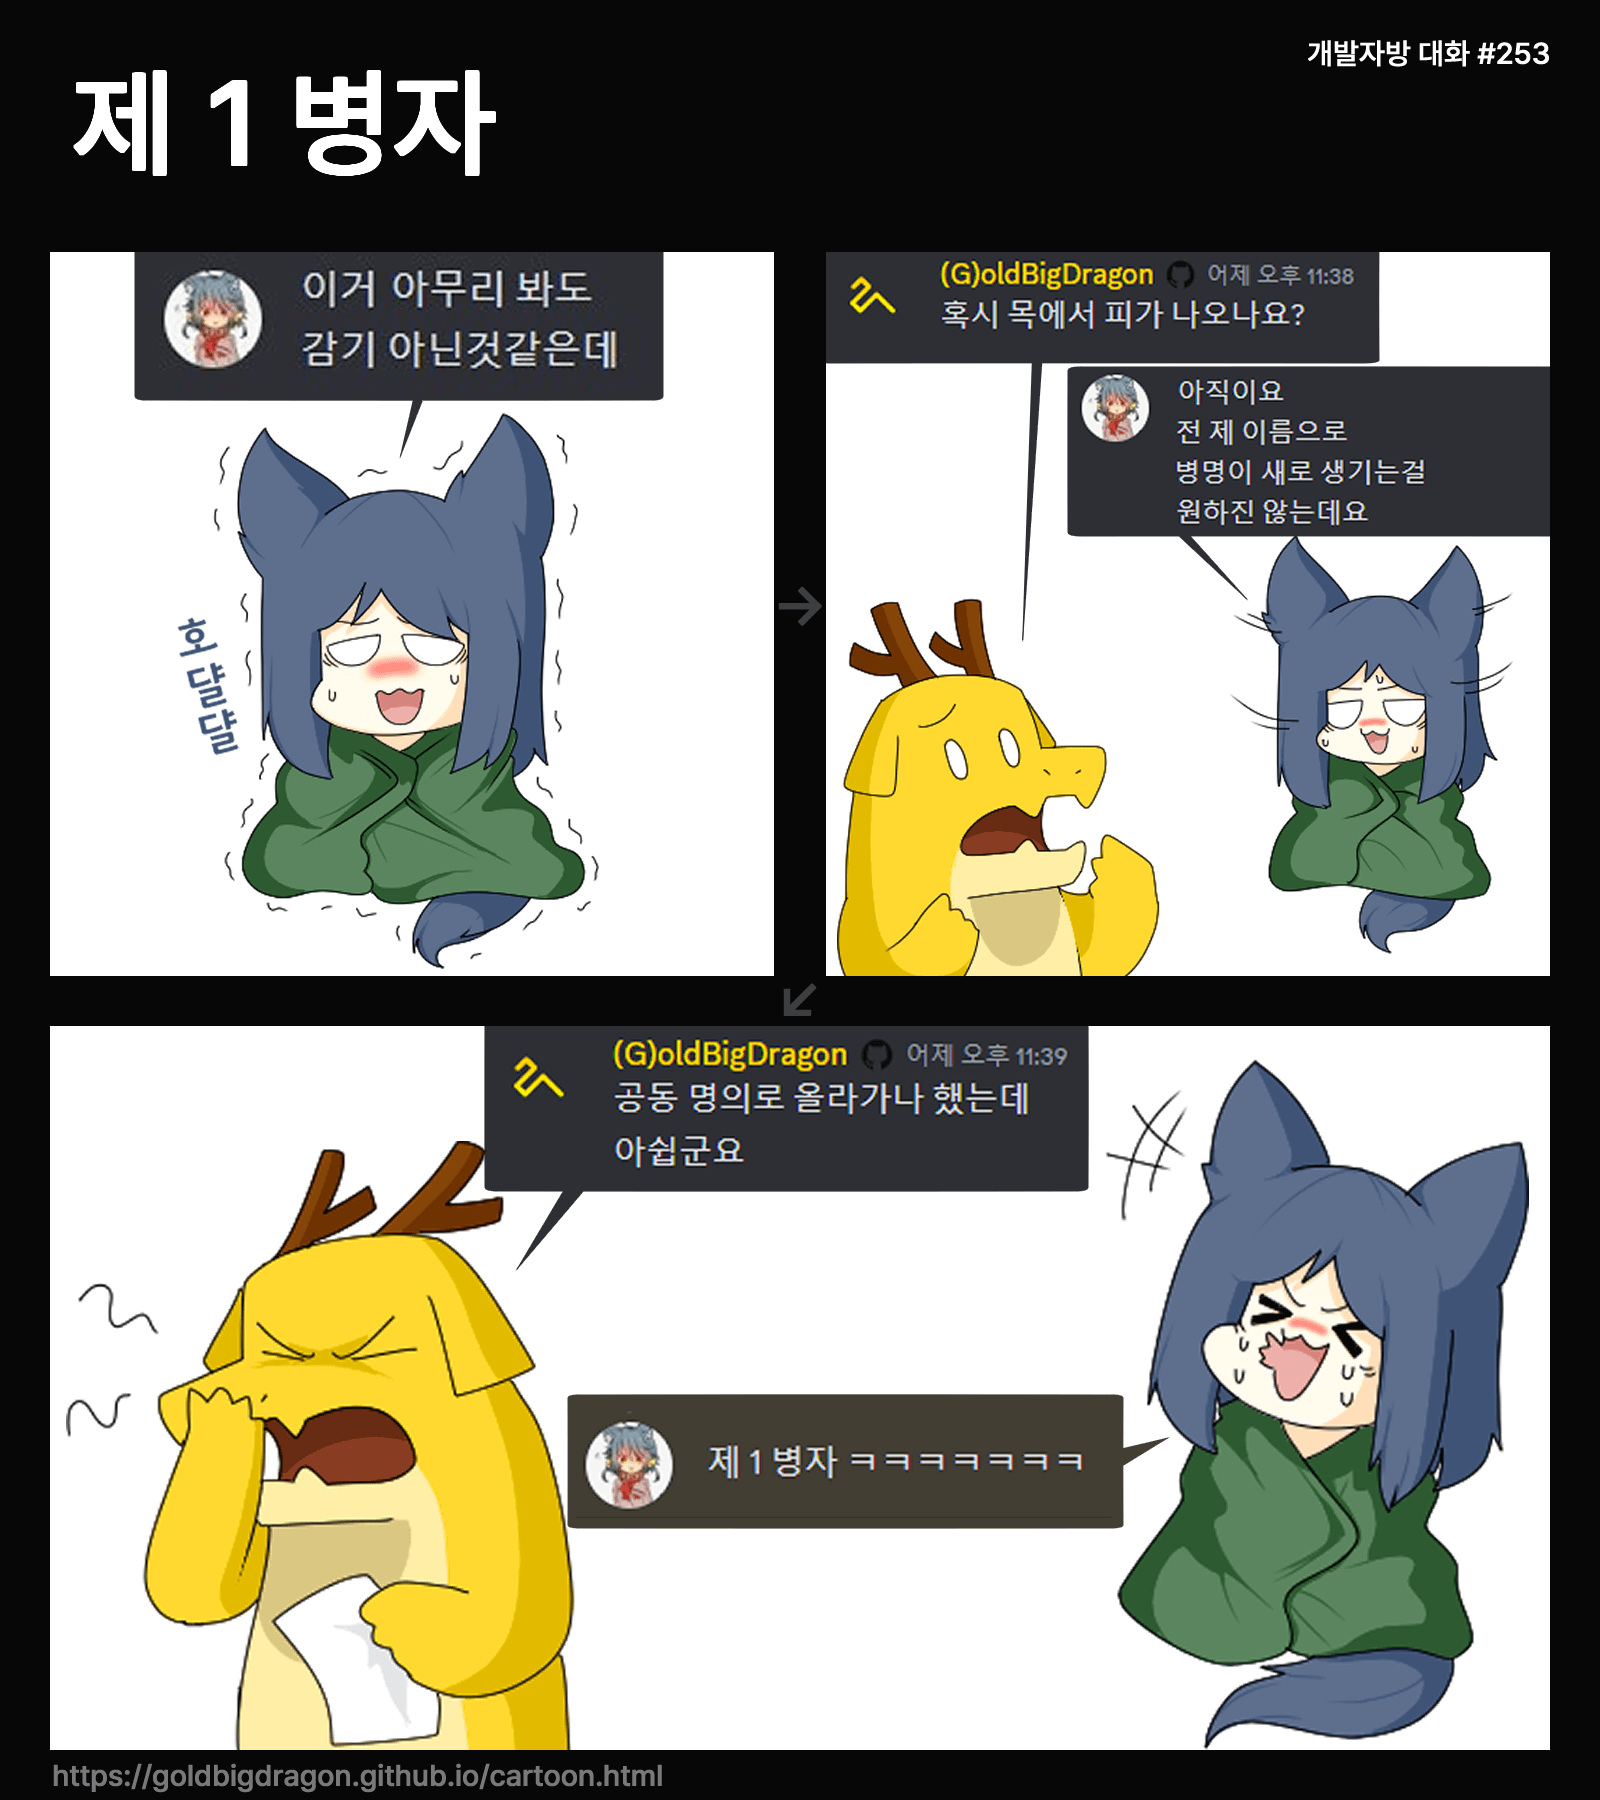 개발자방 대화 #253
제 1 병자
이거 아무리 봐도
감기 아닌것같은데
호
댤
댤
(G)oldBigDragon 어제 오후 11:38
혹시 목에서 피가 나오나요?
아직이요
전 제 이름으로
병명이 새로 생기는걸
원하진 않는데요
(G)oldBigDragon 어제 오후 11:39
공동 명의로 올라가나 했는데
아쉽군요
제 1 병자 ㅋㅋㅋㅋㅋㅋㅋ
https://goldbigdragon.github.io/cartoon.html